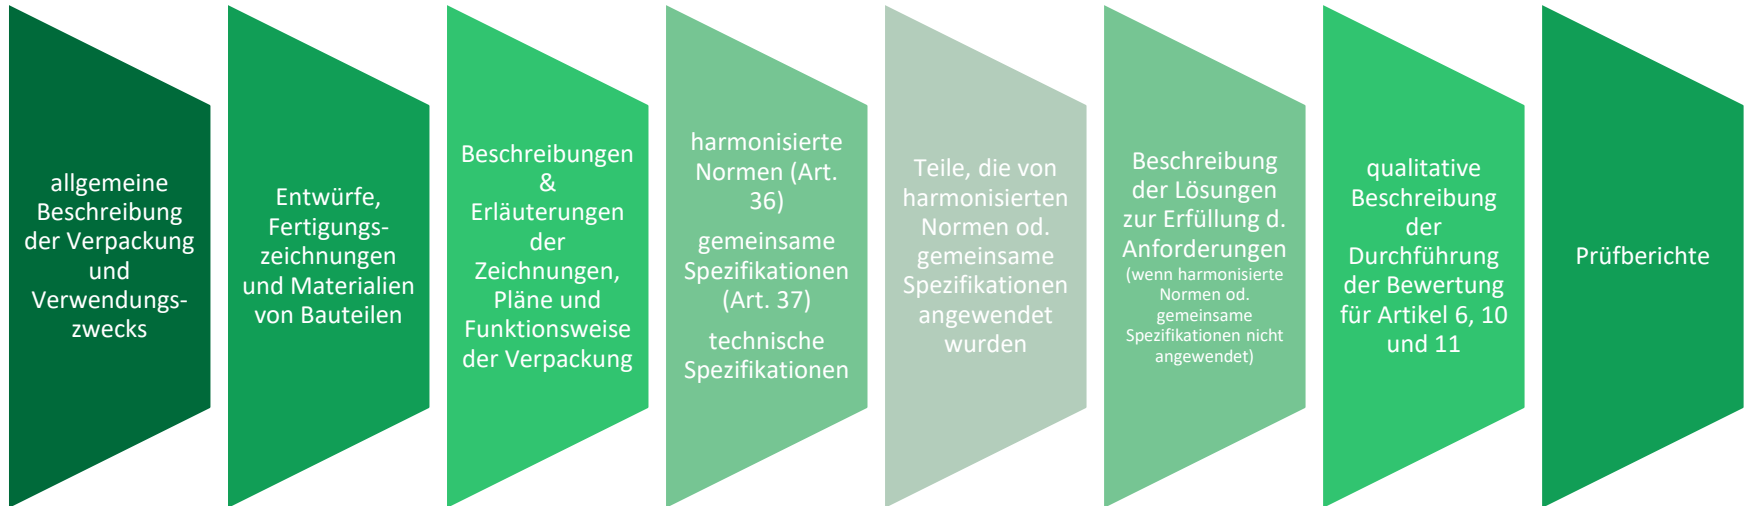 allgemeine
Beschreibung
der Verpackung
und
Verwendungs-
zwecks
Entwürfe,
Fertigungs-
zeichnungen
und Materialien
von Bauteilen
Beschreibungen
&
Erläuterungen
der
Zeichnungen,
Pläne und
Funktionsweise
der Verpackung
harmonisierte
Normen (Art.
36)
gemeinsame
Spezifikationen
(Art. 37)
technische
Spezifikationen
Teile, die von
harmonisierten
Normen od.
gemeinsame
Spezifikationen
angewendet
wurden
Beschreibung
der Lösungen
zur Erfüllung d.
Anforderungen
(wenn harmonisierte
Normen od.
gemeinsame
Spezifikationen nicht
angewendet)
qualitative
Beschreibung
der
Durchführung
der Bewertung
für Artikel 6, 10
und 11
Prüfberichte